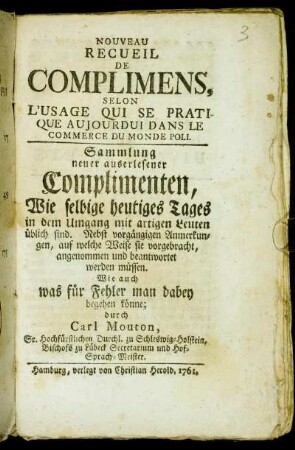 3
NOUVEAU
RECUEIL
DE
COMPLIMENS,
SELON
L'USAGE QUI SE PRATI-
QUE AUJOURDUI DANS LE
COMMERCE DU MONDE POLI.
Sammlung
neuer auserlesener
Complimenten,
Wie selbige heutiges Tages
in dem Umgang mit artigen Leuten
üblich sind. Nebst vorgängigen Anmerkun-
gen, auf welche Weise sie vorgebracht,
angenommen und beantwortet
werden müssen.
Wie auch
was für Fehler man dabey
begehen könne;
durch
Carl Mouton,
Sr. Hochfürstlichen Durchl. zu Schleswig-Holstein,
Bischofs zu Lübeck Secretarium und Hof-
Sprach-Meister.
Hamburg, verlegt von Christian Herold, 1761.